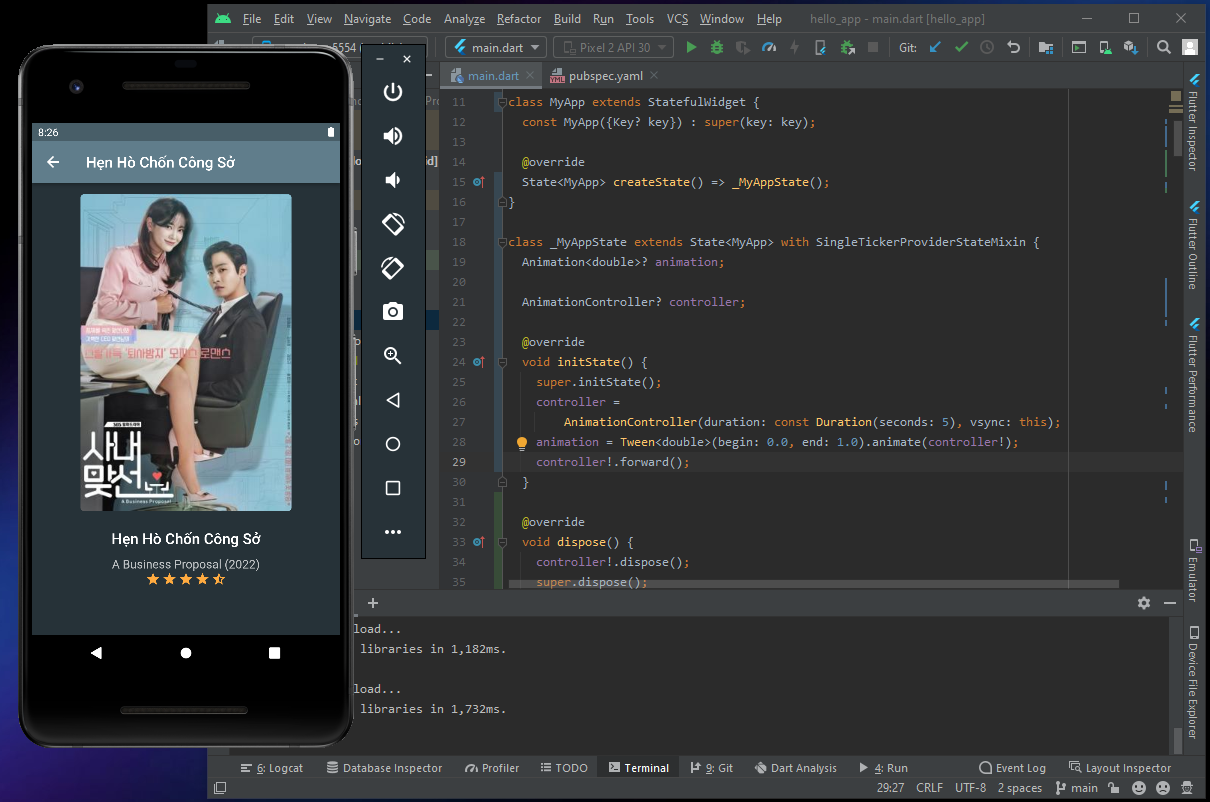 File Edit View Navigate Code Analyze Refactor Build Run Tools VCS Window Help hello_app - main.dart [hello_app]
main.dart Pixel 2 API 30 Git:
main.dart pubspec.yaml
8:26
Hẹn Hò Chốn Công Sở
사내
맞선
A Business Proposal
Hẹn Hò Chốn Công Sở
A Business Proposal (2022)
11 class MyApp extends StatefulWidget {
12 const MyApp({Key? key}) : super(key: key);
13
14 @override
15 State<MyApp> createState() => _MyAppState();
16 }
17
18 class _MyAppState extends State<MyApp> with SingleTickerProviderStateMixin {
19 Animation<double>? animation;
20
21 AnimationController? controller;
22
23 @override
24 void initState() {
25 super.initState();
26 controller =
27 AnimationController(duration: const Duration(seconds: 5), vsync: this);
28 animation = Tween<double>(begin: 0.0, end: 1.0).animate(controller!);
29 controller!.forward();
30 }
31
32 @override
33 void dispose() {
34 controller!.dispose();
35 super.dispose();
Flutter Inspector
Flutter Outline
Flutter Performance
Emulator
Device File Explorer
load...
libraries in 1,182ms.
load...
libraries in 1,732ms.
6: Logcat Database Inspector Profiler TODO Terminal 9: Git Dart Analysis 4: Run Event Log Layout Inspector
29:27 CRLF UTF-8 2 spaces main